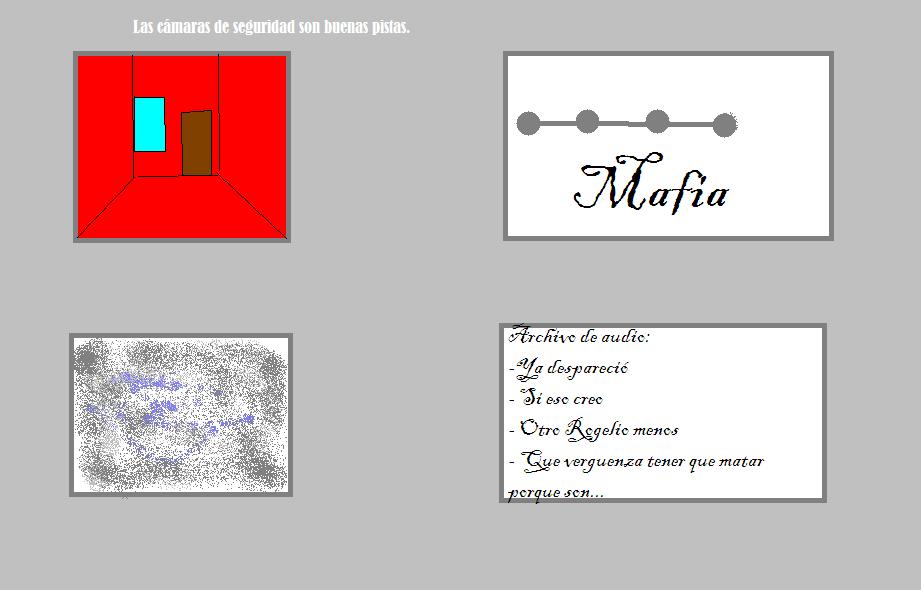 Las cámaras de seguridad son buenas pistas.
Mafia
Archivo de audio:
-Ya despareció
- Si eso creo
- Otro Rogelio menos
- Que verguenza tener que matar
porque son...